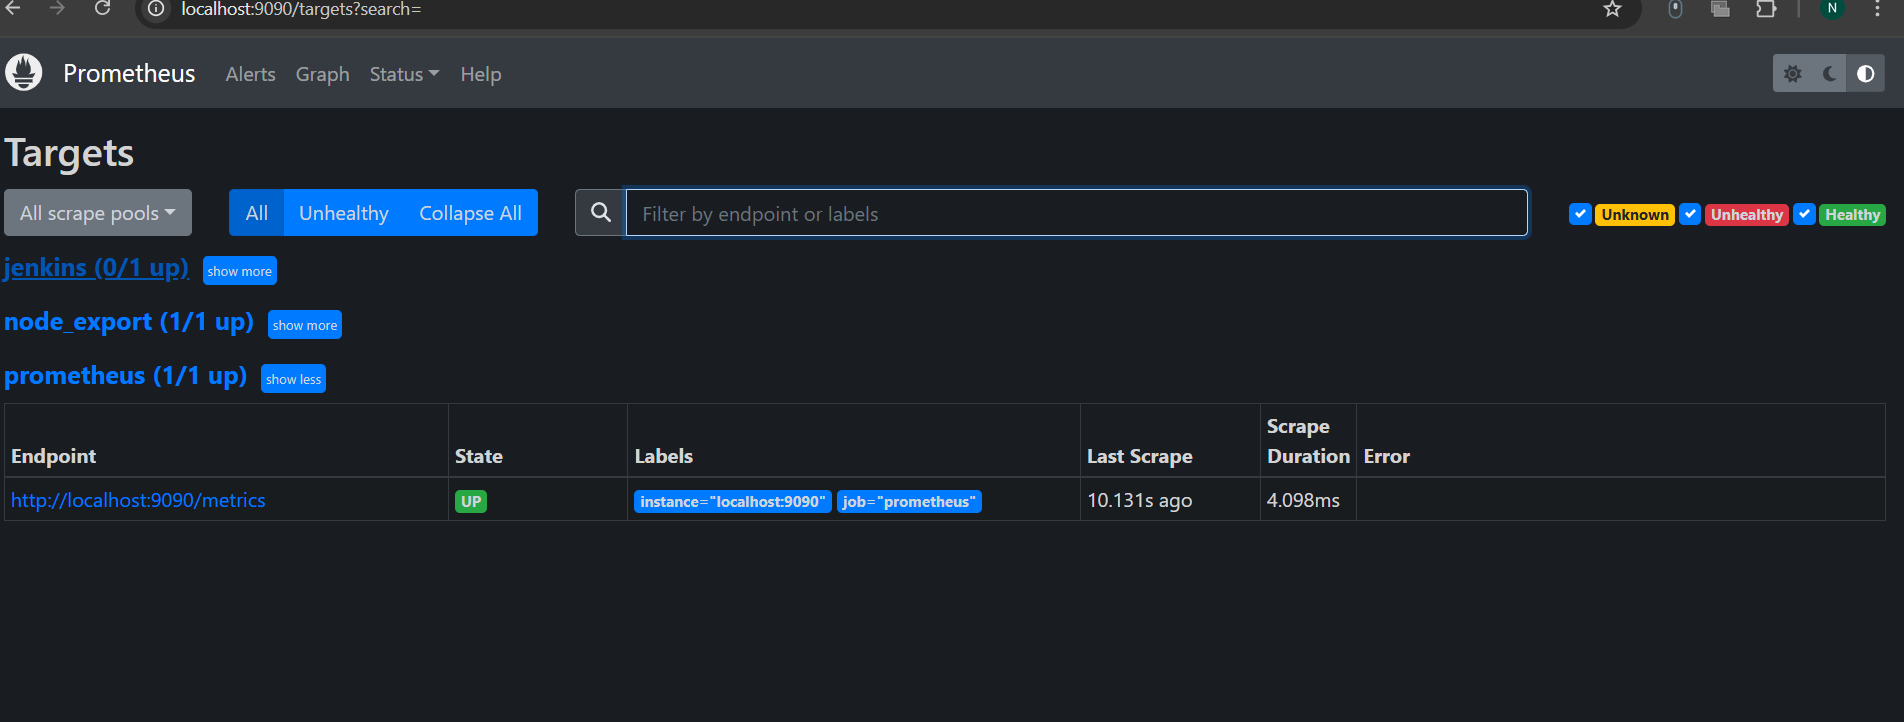 localhost:9090/targets?search=
N
Prometheus Alerts Graph Status Help
Targets
All scrape pools All Unhealthy Collapse All Filter by endpoint or labels Unknown Unhealthy Healthy
jenkins (0/1 up) show more
node_export (1/1 up) show more
prometheus (1/1 up) show less
Endpoint State Labels Last Scrape Scrape Duration Error
http://localhost:9090/metrics UP instance="localhost:9090" job="prometheus" 10.131s ago 4.098ms